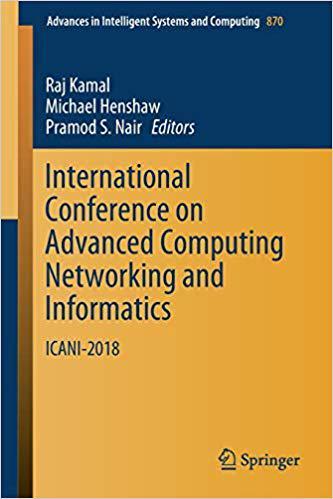 Advances in Intelligent Systems and Computing 870
Raj Kamal
Michael Henshaw
Pramod S. Nair Editors
International
Conference on
Advanced Computing
Networking and
Informatics
ICANI-2018
Springer